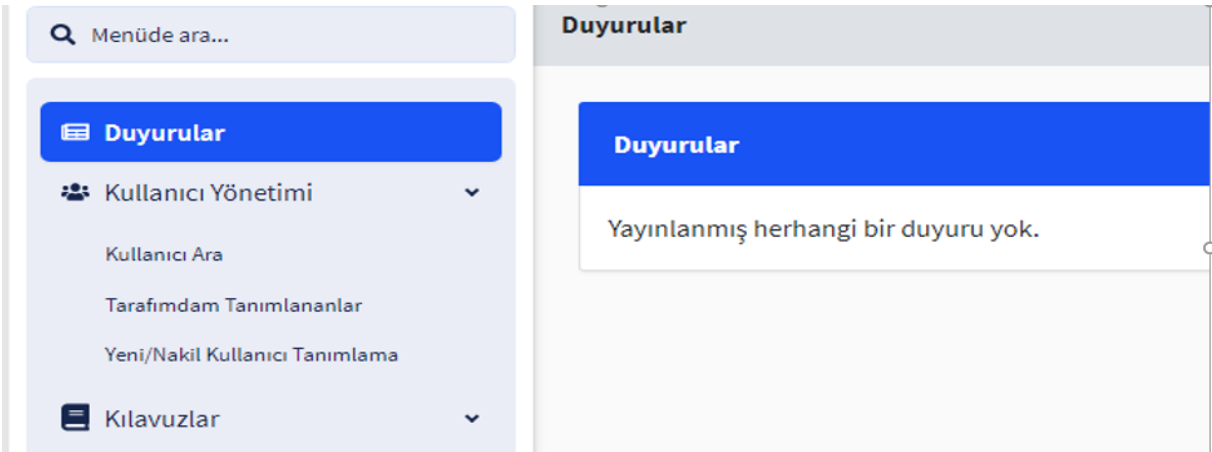 Menüde ara...
Duyurular
Kullanıcı Yönetimi
Kullanıcı Ara
Tarafımdam Tanımlananlar
Yeni/Nakil Kullanıcı Tanımlama
Kılavuzlar
Duyurular
Duyurular
Yayınlanmış herhangi bir duyuru yok.